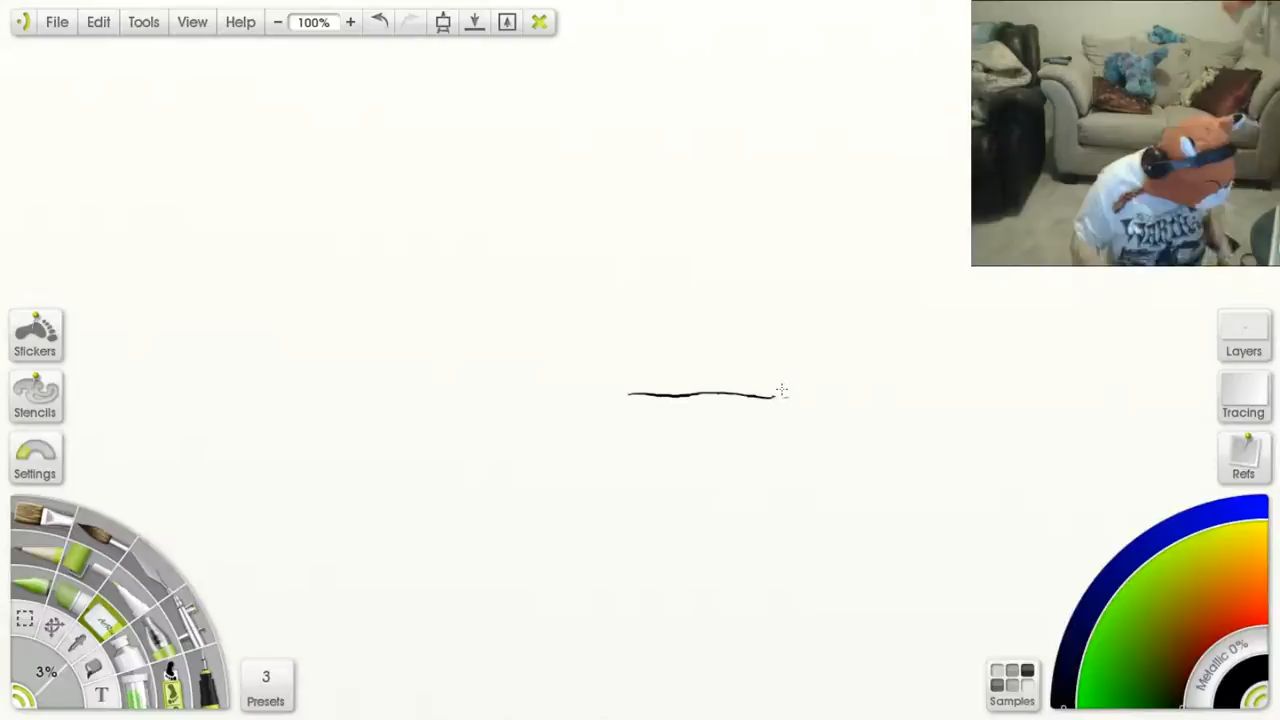 File Edit Tools View Help − 100% +
Stickers
Stencils
Settings
3%
T
3
Presets
Layers
Tracing
Refs
Metallic 0%
Samples